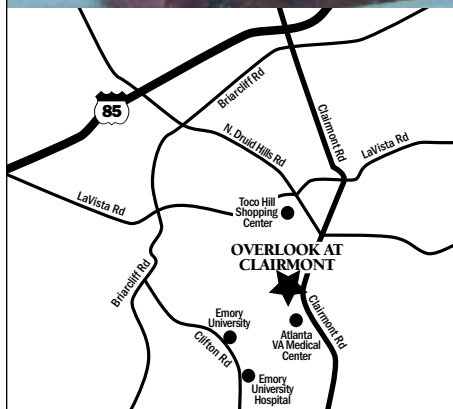 85
Briarcliff Rd
Clairmont Rd
N. Druid Hills Rd
LaVista Rd
LaVista Rd
Toco Hill
Shopping
Center
OVERLOOK AT
CLAIRMONT
Briarcliff Rd
Clairmont Rd
Emory
University
Clifton Rd
Atlanta
VA Medical
Center
Emory
University
Hospital